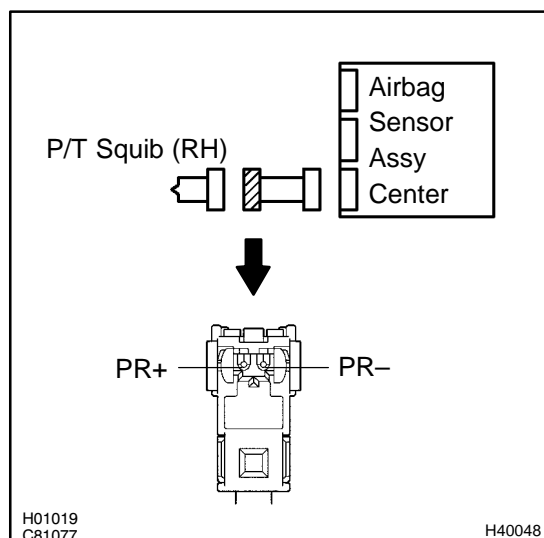 Airbag
Sensor
Assy
Center
P/T Squib (RH)
PR+
PR–
H01019
C81077
H40048